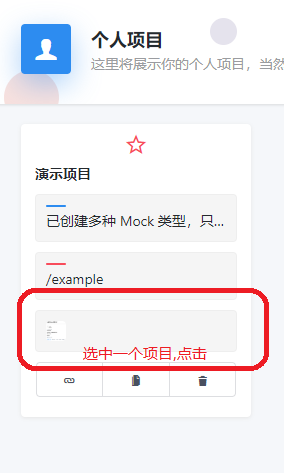 个人项目
这里将展示你的个人项目，当然
演示项目
已创建多种 Mock 类型，只...
/example
选中一个项目,点击